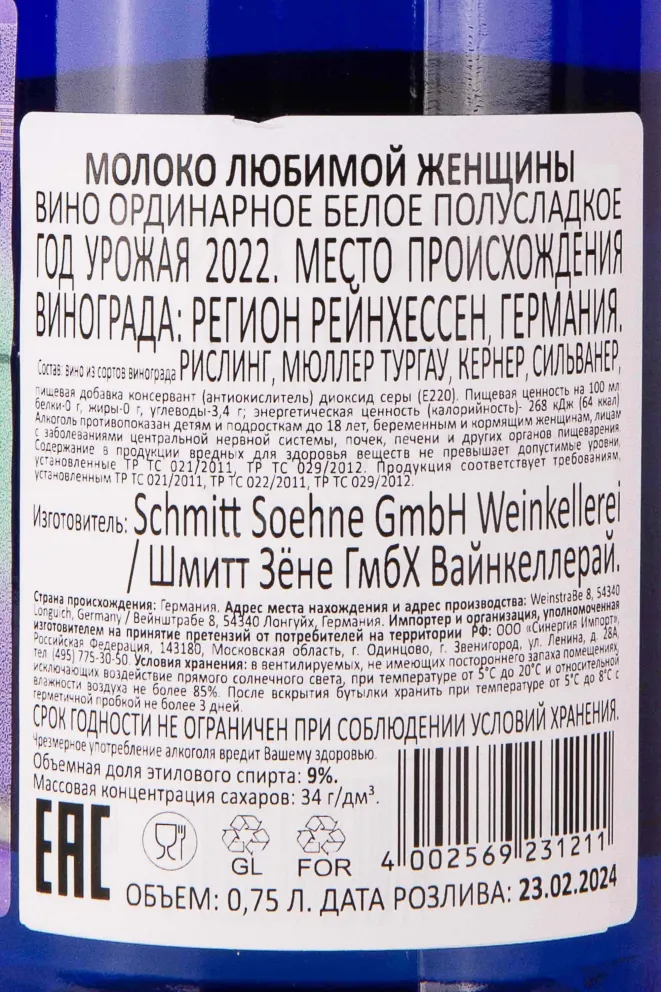 МОЛОКО ЛЮБИМОЙ ЖЕНЩИНЫ
ВИНО ОРДИНАРНОЕ БЕЛОЕ ПОЛУСЛАДКОЕ
ГОД УРОЖАЯ 2022. МЕСТО ПРОИСХОЖДЕНИЯ
ВИНОГРАДА: РЕГИОН РЕЙНХЕССЕН, ГЕРМАНИЯ.
Состав: вино из сортов винограда РИСЛИНГ, МЮЛЛЕР ТУРГАУ, КЕРНЕР, СИЛЬВАНЕР,
пищевая добавка консервант (антиокислитель) диоксид серы (Е220). Пищевая ценность на 100 мл
белки-0 г, жиры-0 г, углеводы-3,4 г; энергетическая ценность (калорийность)- 268 кДж (64 ккал)
Алкоголь противопоказан детям и подросткам до 18 лет, беременным и кормящим женщинам, лицам
с заболеваниями центральной нервной системы, почек, печени и других органов пищеварения.
Содержание в продукции вредных для здоровья веществ не превышает допустимые уровни,
установленные ТР ТС 021/2011, ТР ТС 029/2012. Продукция соответствует требованиям,
установленным ТР ТС 021/2011, ТР ТС 022/2011, ТР ТС 029/2012.
Изготовитель: Schmitt Soehne GmbH Weinkellerei
/ Шмитт Зёне ГмбХ Вайнкеллерай.
Страна происхождения: Германия. Адрес места нахождения и адрес производства: WeinstraBe 8, 54340
Longuich, Germany / Вейнштрабе 8, 54340 Лонгуйх, Германия. Импортер и организация, уполномоченная
изготовителем на принятие претензий от потребителей на территории РФ: ООО «Синергия Импорт»,
Российская Федерация, 143180, Московская область, г. Одинцово, г. Звенигород, ул. Ленина, д. 28А,
тел. (495) 775-30-50. Условия хранения: в вентилируемых, не имеющих постороннего запаха помещениях,
исключающих воздействие прямого солнечного света, при температуре от 5°С до 20°С и относительной
влажности воздуха не более 85%. После вскрытия бутылки хранить при температуре от 5°С до 8°С с
герметичной пробкой не более 3 дней.
СРОК ГОДНОСТИ НЕ ОГРАНИЧЕН ПРИ СОБЛЮДЕНИИ УСЛОВИЙ ХРАНЕНИЯ.
Чрезмерное употребление алкоголя вредит Вашему здоровью.
Объемная доля этилового спирта: 9%.
Массовая концентрация сахаров: 34 г/дм³.
EAC
GL
FOR
4 002569 231211
ОБЪЕМ: 0,75 Л. ДАТА РОЗЛИВА: 23.02.2024